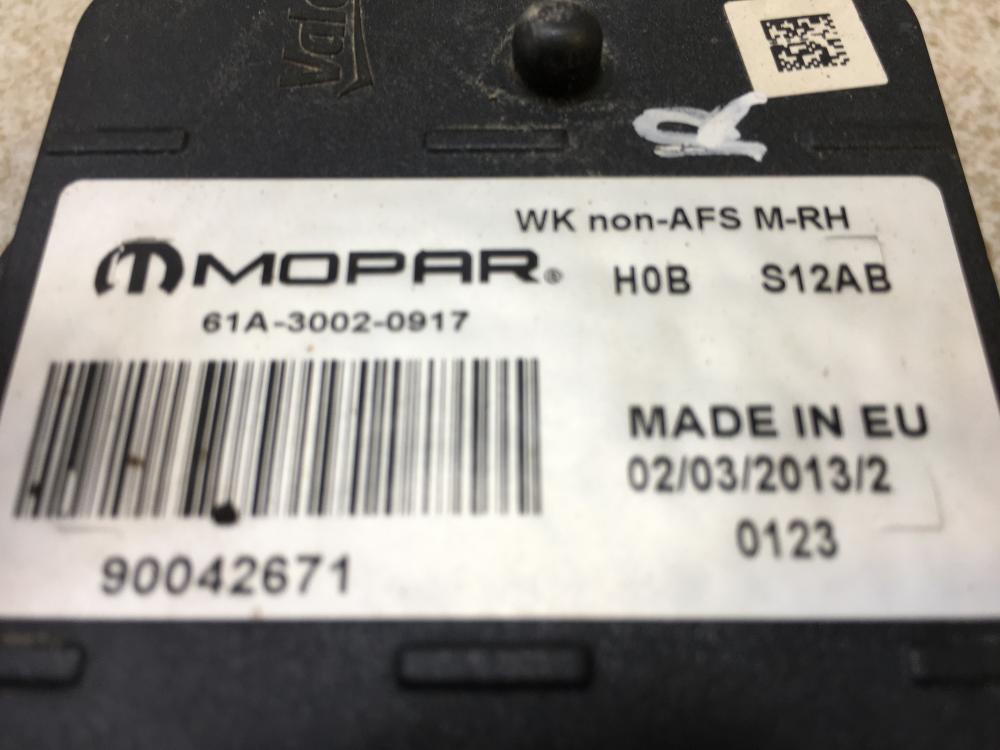 Vale
WK non-AFS M-RH
MOPAR®
H0B S12AB
61A-3002-0917
MADE IN EU
02/03/2013/2
0123
90042671